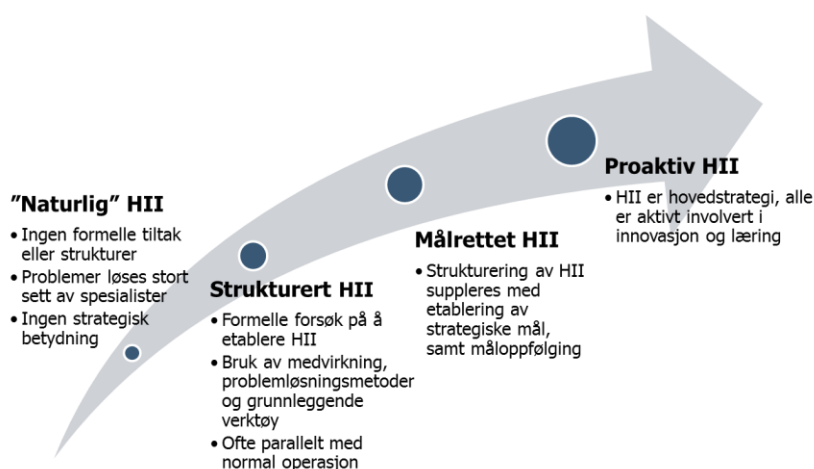 ”Naturlig” HII
• Ingen formelle tiltak
eller strukturer
• Problemer løses stort
sett av spesialister
• Ingen strategisk
betydning
Strukturert HII
• Formelle forsøk på å
etablere HII
• Bruk av medvirkning,
problemløsningsmetoder
og grunnleggende
verktøy
• Ofte parallelt med
normal operasjon
Målrettet HII
• Strukturering av HII
suppleres med
etablering av
strategiske mål,
samt måloppfølging
Proaktiv HII
• HII er hovedstrategi, alle
er aktivt involvert i
innovasjon og læring